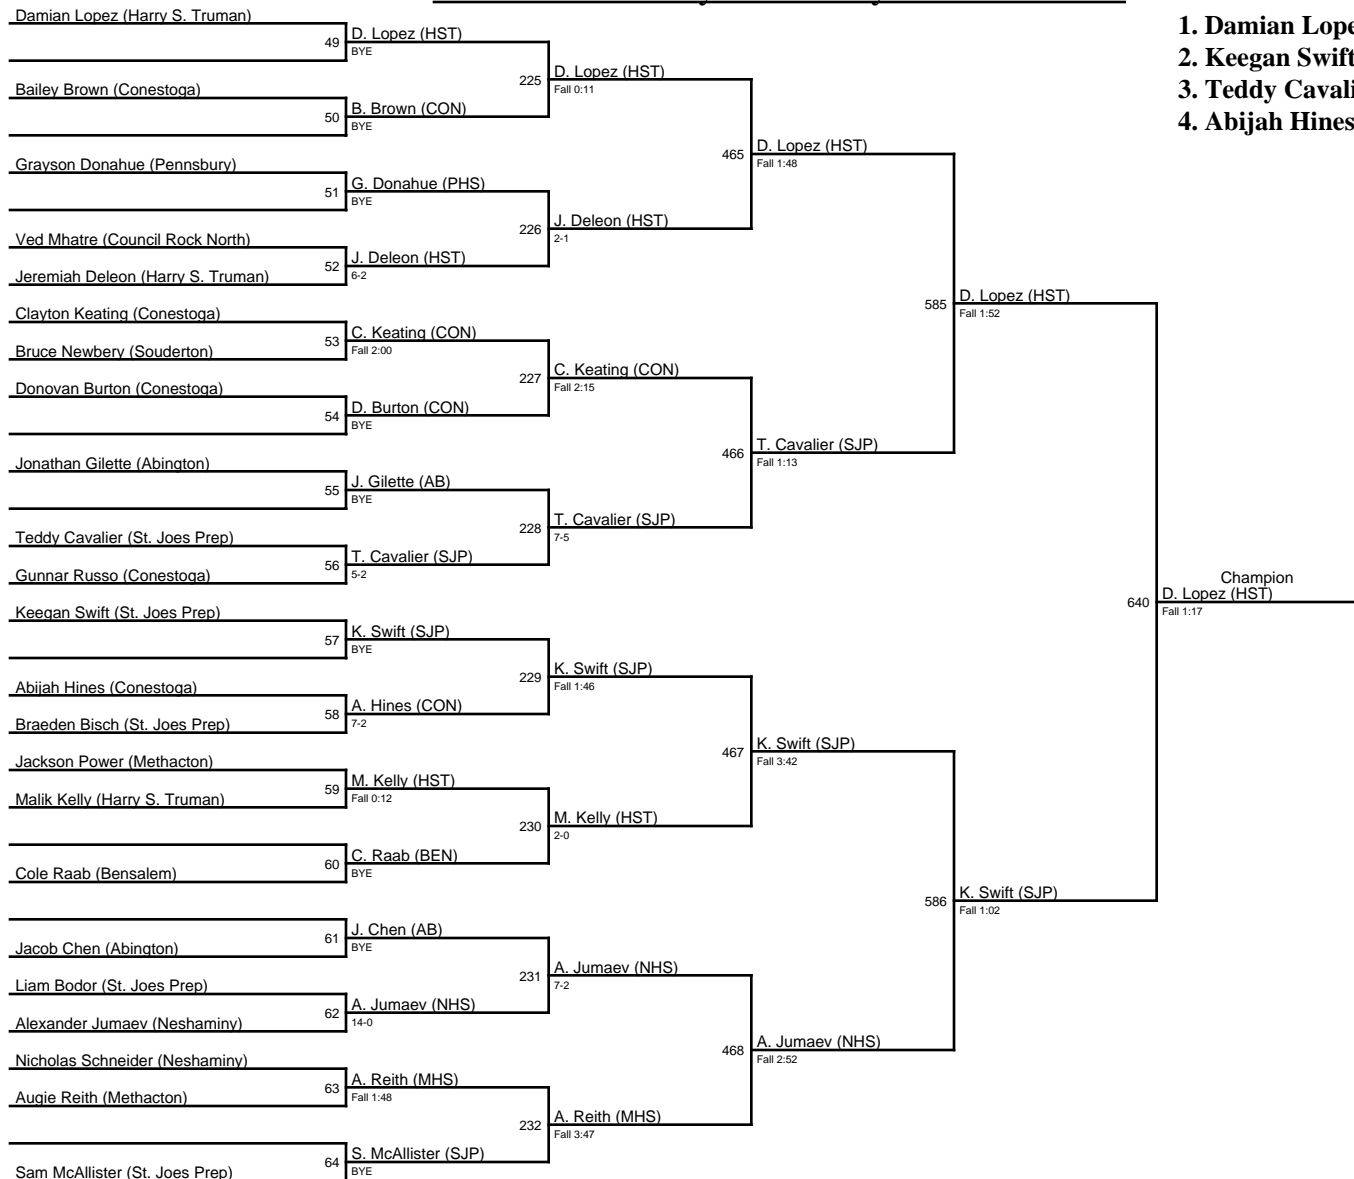 Damian Lopez (Harry S. Truman)
49
D. Lopez (HST)
BYE
225
D. Lopez (HST)
Fall 0:11
Bailey Brown (Conestoga)
50
B. Brown (CON)
BYE
465
D. Lopez (HST)
Fall 1:48
Grayson Donahue (Pennsbury)
51
G. Donahue (PHS)
BYE
226
J. Deleon (HST)
2-1
Ved Mhatre (Council Rock North)
52
J. Deleon (HST)
6-2
Jeremiah Deleon (Harry S. Truman)
585
D. Lopez (HST)
Fall 1:52
Clayton Keating (Conestoga)
53
C. Keating (CON)
Fall 2:00
Bruce Newbery (Souderton)
227
C. Keating (CON)
Fall 2:15
Donovan Burton (Conestoga)
54
D. Burton (CON)
BYE
466
T. Cavalier (SJP)
Fall 1:13
Jonathan Gilette (Abington)
55
J. Gilette (AB)
BYE
228
T. Cavalier (SJP)
7-5
Teddy Cavalier (St. Joes Prep)
56
T. Cavalier (SJP)
5-2
Gunnar Russo (Conestoga)
640
Champion
D. Lopez (HST)
Fall 1:17
Keegan Swift (St. Joes Prep)
57
K. Swift (SJP)
BYE
229
K. Swift (SJP)
Fall 1:46
Abijah Hines (Conestoga)
58
A. Hines (CON)
7-2
Braeden Bisch (St. Joes Prep)
467
K. Swift (SJP)
Fall 3:42
Jackson Power (Methacton)
59
M. Kelly (HST)
Fall 0:12
Malik Kelly (Harry S. Truman)
230
M. Kelly (HST)
2-0
60
C. Raab (BEN)
BYE
Cole Raab (Bensalem)
586
K. Swift (SJP)
Fall 1:02
61
J. Chen (AB)
BYE
Jacob Chen (Abington)
231
A. Jumaev (NHS)
7-2
Liam Bodor (St. Joes Prep)
62
A. Jumaev (NHS)
14-0
Alexander Jumaev (Neshaminy)
468
A. Jumaev (NHS)
Fall 2:52
Nicholas Schneider (Neshaminy)
63
A. Reith (MHS)
Fall 1:48
Augie Reith (Methacton)
232
A. Reith (MHS)
Fall 3:47
64
S. McAllister (SJP)
BYE
Sam McAllister (St. Joes Prep)
1. Damian Lope
2. Keegan Swift
3. Teddy Cavali
4. Abijah Hines